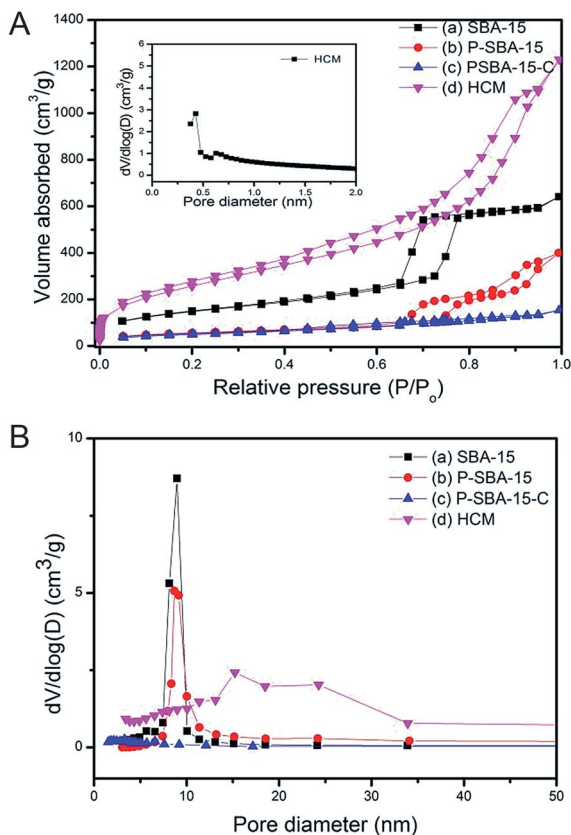 A
1400
1200
1000
800
600
400
200
0
Volume absorbed (cm³/g)
0.0 0.2 0.4 0.6 0.8 1.0
Relative pressure (P/Pₒ)
(a) SBA-15
(b) P-SBA-15
(c) PSBA-15-C
(d) HCM
6
5
4
3
2
1
0
dV/dlog(D) (cm³/g)
HCM
0.0 0.5 1.0 1.5 2.0
Pore diameter (nm)
B
10
5
0
dV/dlog(D) (cm³/g)
(a) SBA-15
(b) P-SBA-15
(c) P-SBA-15-C
(d) HCM
0 10 20 30 40 50
Pore diameter (nm)